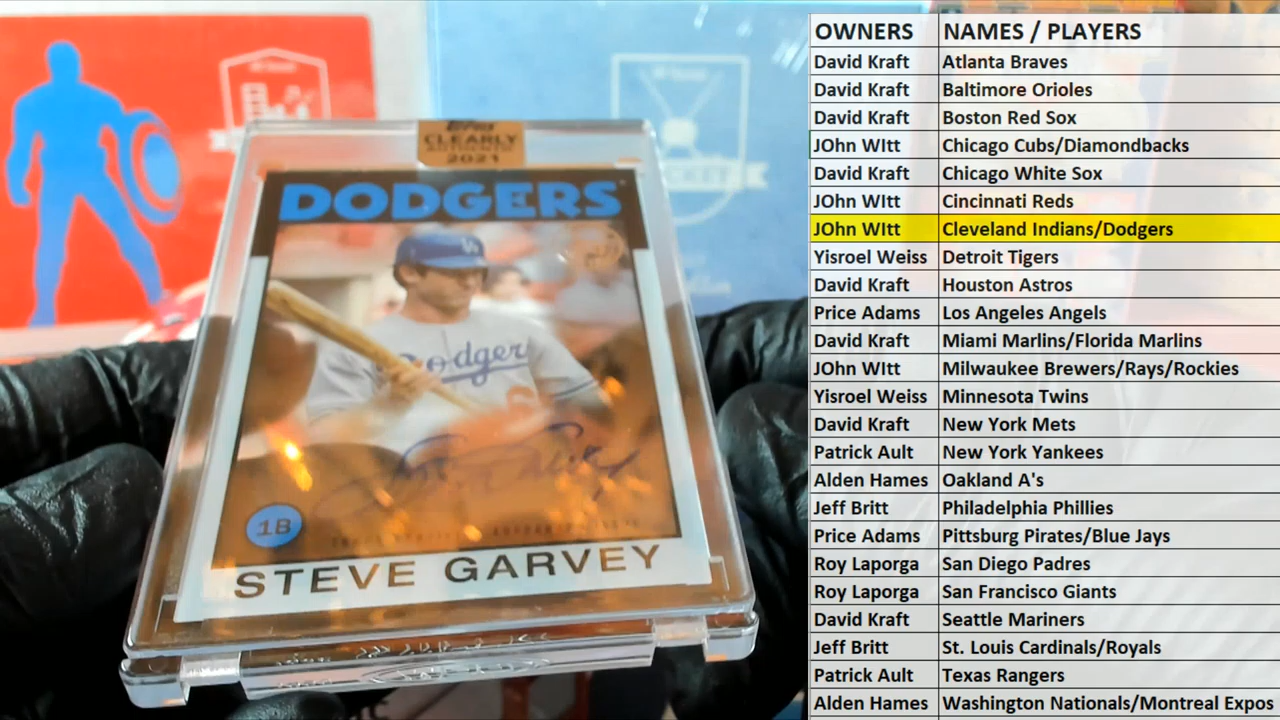 Topps
CLEARLY
AUTHENTIC
2021
DODGERS
Dodgers
1B
STEVE GARVEY
OWNERS NAMES / PLAYERS
David Kraft Atlanta Braves
David Kraft Baltimore Orioles
David Kraft Boston Red Sox
JOhn WItt Chicago Cubs/Diamondbacks
David Kraft Chicago White Sox
JOhn WItt Cincinnati Reds
JOhn WItt Cleveland Indians/Dodgers
Yisroel Weiss Detroit Tigers
David Kraft Houston Astros
Price Adams Los Angeles Angels
David Kraft Miami Marlins/Florida Marlins
JOhn WItt Milwaukee Brewers/Rays/Rockies
Yisroel Weiss Minnesota Twins
David Kraft New York Mets
Patrick Ault New York Yankees
Alden Hames Oakland A's
Jeff Britt Philadelphia Phillies
Price Adams Pittsburg Pirates/Blue Jays
Roy Laporga San Diego Padres
Roy Laporga San Francisco Giants
David Kraft Seattle Mariners
Jeff Britt St. Louis Cardinals/Royals
Patrick Ault Texas Rangers
Alden Hames Washington Nationals/Montreal Expos